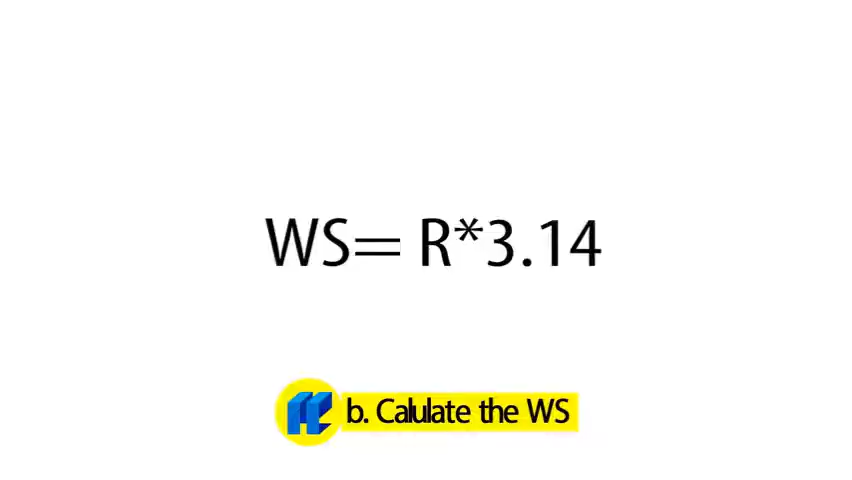 WS= R*3.14
b. Calulate the WS